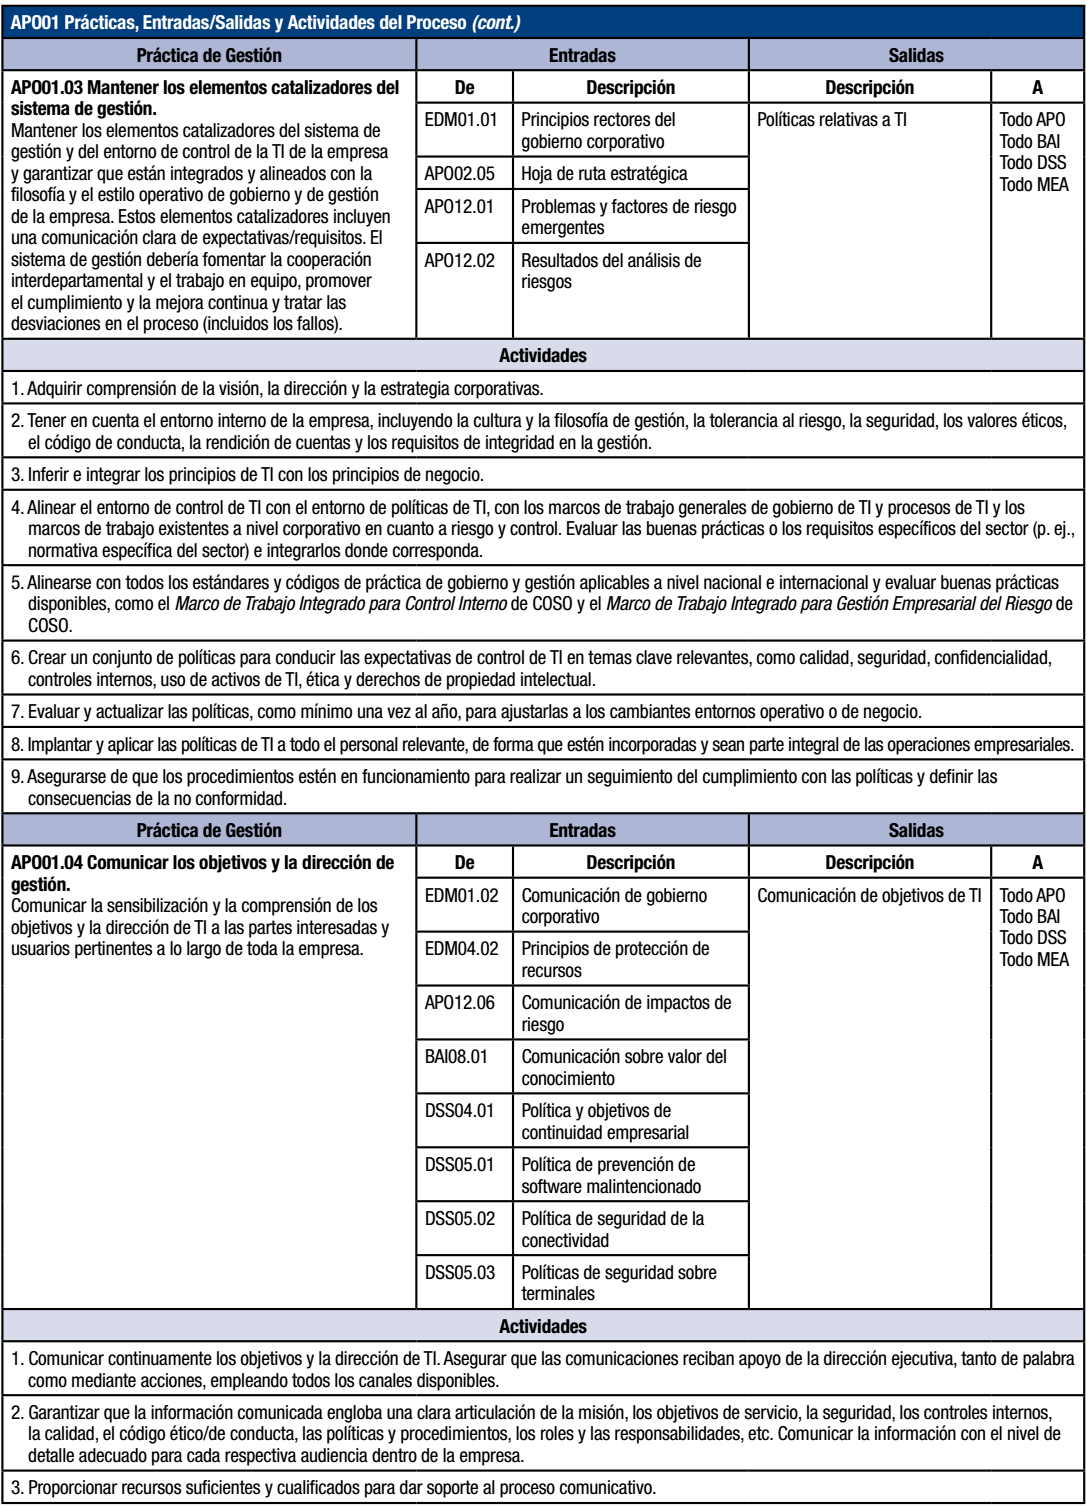 APO01 Prácticas, Entradas/Salidas y Actividades del Proceso (cont.)
Práctica de Gestión Entradas Salidas
APO01.03 Mantener los elementos catalizadores del
sistema de gestión.
Mantener los elementos catalizadores del sistema de
gestión y del entorno de control de la TI de la empresa
y garantizar que están integrados y alineados con la
filosofía y el estilo operativo de gobierno y de gestión
de la empresa. Estos elementos catalizadores incluyen
una comunicación clara de expectativas/requisitos. El
sistema de gestión debería fomentar la cooperación
interdepartamental y el trabajo en equipo, promover
el cumplimiento y la mejora continua y tratar las
desviaciones en el proceso (incluidos los fallos).
De Descripción Descripción A
EDM01.01 Principios rectores del
gobierno corporativo
APO02.05 Hoja de ruta estratégica
APO12.01 Problemas y factores de riesgo
emergentes
APO12.02 Resultados del análisis de
riesgos
Políticas relativas a TI
Todo APO
Todo BAI
Todo DSS
Todo MEA
Actividades
1. Adquirir comprensión de la visión, la dirección y la estrategia corporativas.
2. Tener en cuenta el entorno interno de la empresa, incluyendo la cultura y la filosofía de gestión, la tolerancia al riesgo, la seguridad, los valores éticos,
el código de conducta, la rendición de cuentas y los requisitos de integridad en la gestión.
3. Inferir e integrar los principios de TI con los principios de negocio.
4. Alinear el entorno de control de TI con el entorno de políticas de TI, con los marcos de trabajo generales de gobierno de TI y procesos de TI y los
marcos de trabajo existentes a nivel corporativo en cuanto a riesgo y control. Evaluar las buenas prácticas o los requisitos específicos del sector (p. ej.,
normativa específica del sector) e integrarlos donde corresponda.
5. Alinearse con todos los estándares y códigos de práctica de gobierno y gestión aplicables a nivel nacional e internacional y evaluar buenas prácticas
disponibles, como el Marco de Trabajo Integrado para Control Interno de COSO y el Marco de Trabajo Integrado para Gestión Empresarial del Riesgo de
COSO.
6. Crear un conjunto de políticas para conducir las expectativas de control de TI en temas clave relevantes, como calidad, seguridad, confidencialidad,
controles internos, uso de activos de TI, ética y derechos de propiedad intelectual.
7. Evaluar y actualizar las políticas, como mínimo una vez al año, para ajustarlas a los cambiantes entornos operativo o de negocio.
8. Implantar y aplicar las políticas de TI a todo el personal relevante, de forma que estén incorporadas y sean parte integral de las operaciones empresariales.
9. Asegurarse de que los procedimientos estén en funcionamiento para realizar un seguimiento del cumplimiento con las políticas y definir las
consecuencias de la no conformidad.
Práctica de Gestión Entradas Salidas
APO01.04 Comunicar los objetivos y la dirección de
gestión.
Comunicar la sensibilización y la comprensión de los
objetivos y la dirección de TI a las partes interesadas y
usuarios pertinentes a lo largo de toda la empresa.
De Descripción Descripción A
EDM01.02 Comunicación de gobierno
corporativo
EDM04.02 Principios de protección de
recursos
APO12.06 Comunicación de impactos de
riesgo
BAI08.01 Comunicación sobre valor del
conocimiento
DSS04.01 Política y objetivos de
continuidad empresarial
DSS05.01 Política de prevención de
software malintencionado
DSS05.02 Política de seguridad de la
conectividad
DSS05.03 Políticas de seguridad sobre
terminales
Comunicación de objetivos de TI
Todo APO
Todo BAI
Todo DSS
Todo MEA
Actividades
1. Comunicar continuamente los objetivos y la dirección de TI. Asegurar que las comunicaciones reciban apoyo de la dirección ejecutiva, tanto de palabra
como mediante acciones, empleando todos los canales disponibles.
2. Garantizar que la información comunicada engloba una clara articulación de la misión, los objetivos de servicio, la seguridad, los controles internos,
la calidad, el código ético/de conducta, las políticas y procedimientos, los roles y las responsabilidades, etc. Comunicar la información con el nivel de
detalle adecuado para cada respectiva audiencia dentro de la empresa.
3. Proporcionar recursos suficientes y cualificados para dar soporte al proceso comunicativo.